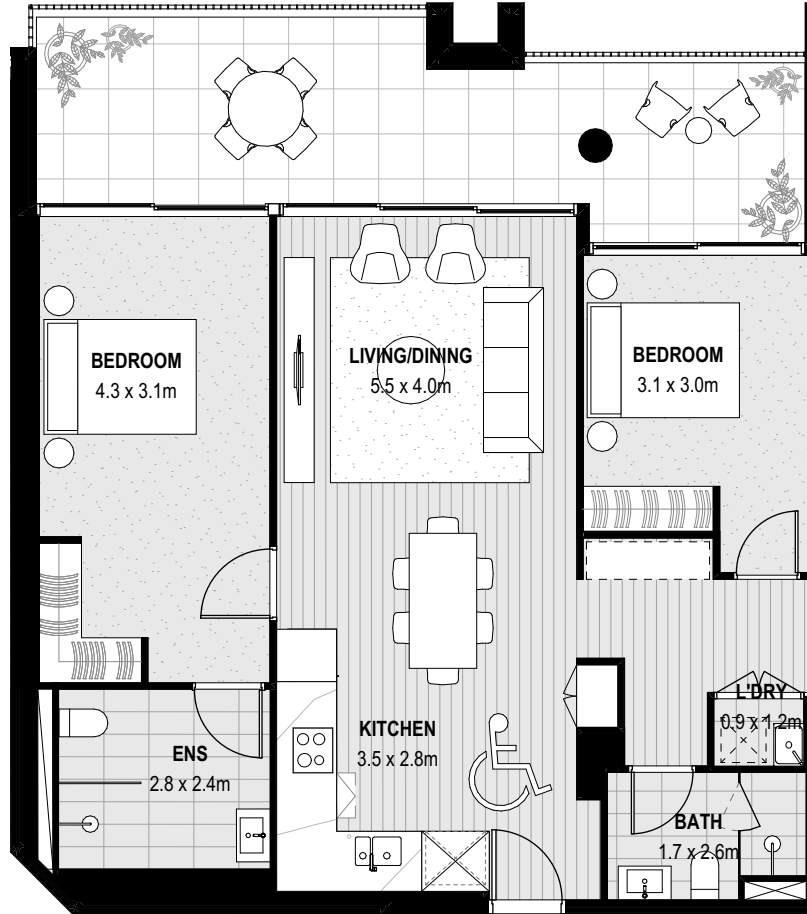 BEDROOM
4.3 x 3.1m
LIVING/DINING
5.5 x 4.0m
BEDROOM
3.1 x 3.0m
L'DRY
0.9 x 1.2m
KITCHEN
3.5 x 2.8m
ENS
2.8 x 2.4m
BATH
1.7 x 2.6m